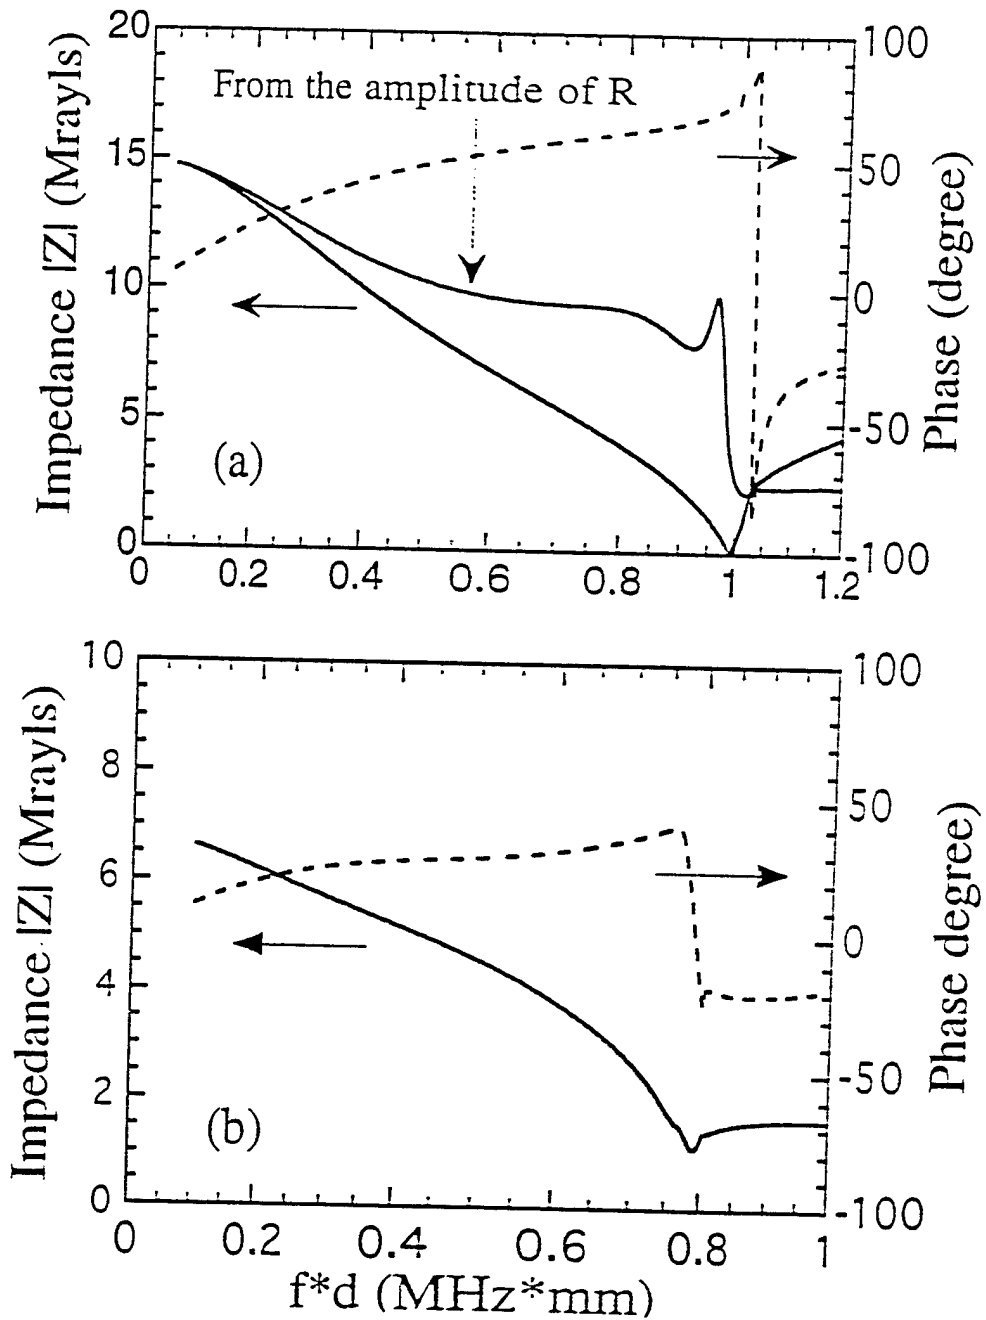 20
100
From the amplitude of R
15
50
10
0
5
-50
(a)
0
-100
0 0.2 0.4 0.6 0.8 1 1.2
Impedance |Z| (Mrayls)
Phase (degree)
10
100
8
50
6
0
4
-50
2
(b)
0
-100
0 0.2 0.4 0.6 0.8 1
Impedance |Z| (Mrayls)
Phase degree)
f*d (MHz*mm)